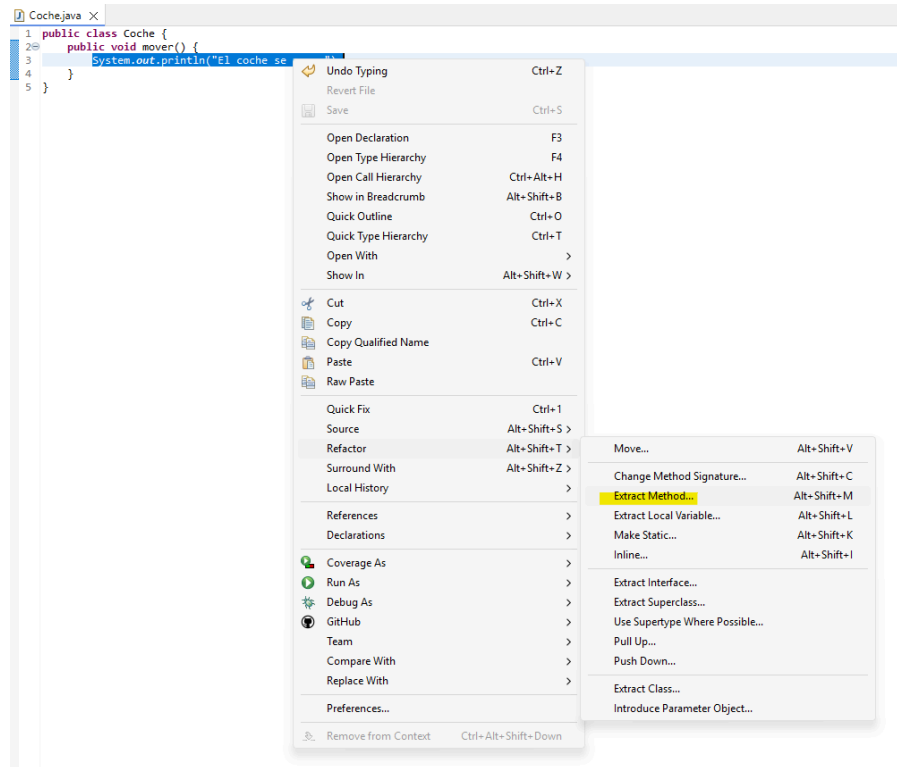 Coche.java
1 public class Coche {
2 public void mover() {
3 System.out.println("El coche se
4 }
5 }
Undo Typing Ctrl+Z
Revert File
Save Ctrl+S
Open Declaration F3
Open Type Hierarchy F4
Open Call Hierarchy Ctrl+Alt+H
Show in Breadcrumb Alt+Shift+B
Quick Outline Ctrl+O
Quick Type Hierarchy Ctrl+T
Open With >
Show In Alt+Shift+W >
Cut Ctrl+X
Copy Ctrl+C
Copy Qualified Name
Paste Ctrl+V
Raw Paste
Quick Fix Ctrl+1
Source Alt+Shift+S >
Refactor Alt+Shift+T >
Surround With Alt+Shift+Z >
Local History >
References >
Declarations >
Coverage As >
Run As >
Debug As >
GitHub >
Team >
Compare With >
Replace With >
Preferences...
Remove from Context Ctrl+Alt+Shift+Down
Move... Alt+Shift+V
Change Method Signature... Alt+Shift+C
Extract Method... Alt+Shift+M
Extract Local Variable... Alt+Shift+L
Make Static... Alt+Shift+K
Inline... Alt+Shift+I
Extract Interface...
Extract Superclass...
Use Supertype Where Possible...
Pull Up...
Push Down...
Extract Class...
Introduce Parameter Object...